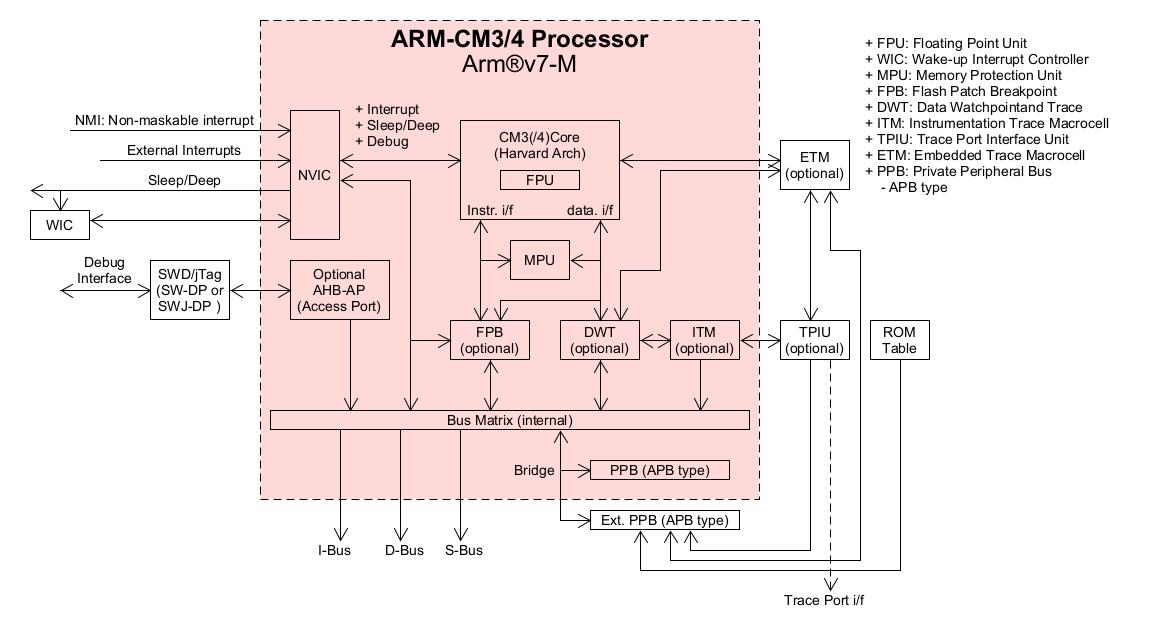 ARM-CM3/4 Processor
Arm®v7-M
+ FPU: Floating Point Unit
+ WIC: Wake-up Interrupt Controller
+ MPU: Memory Protection Unit
+ FPB: Flash Patch Breakpoint
+ DWT: Data Watchpointand Trace
+ ITM: Instrumentation Trace Macrocell
+ TPIU: Trace Port Interface Unit
+ ETM: Embedded Trace Macrocell
+ PPB: Private Peripheral Bus
- APB type
NMI: Non-maskable interrupt
External Interrupts
Sleep/Deep
WIC
NVIC
+ Interrupt
+ Sleep/Deep
+ Debug
CM3(/4)Core
(Harvard Arch)
FPU
Instr. i/f
data. i/f
ETM
(optional)
MPU
Debug
Interface
SWD/jTag
(SW-DP or
SWJ-DP )
Optional
AHB-AP
(Access Port)
FPB
(optional)
DWT
(optional)
ITM
(optional)
TPIU
(optional)
ROM
Table
Bus Matrix (internal)
Bridge
PPB (APB type)
Ext. PPB (APB type)
I-Bus
D-Bus
S-Bus
Trace Port i/f